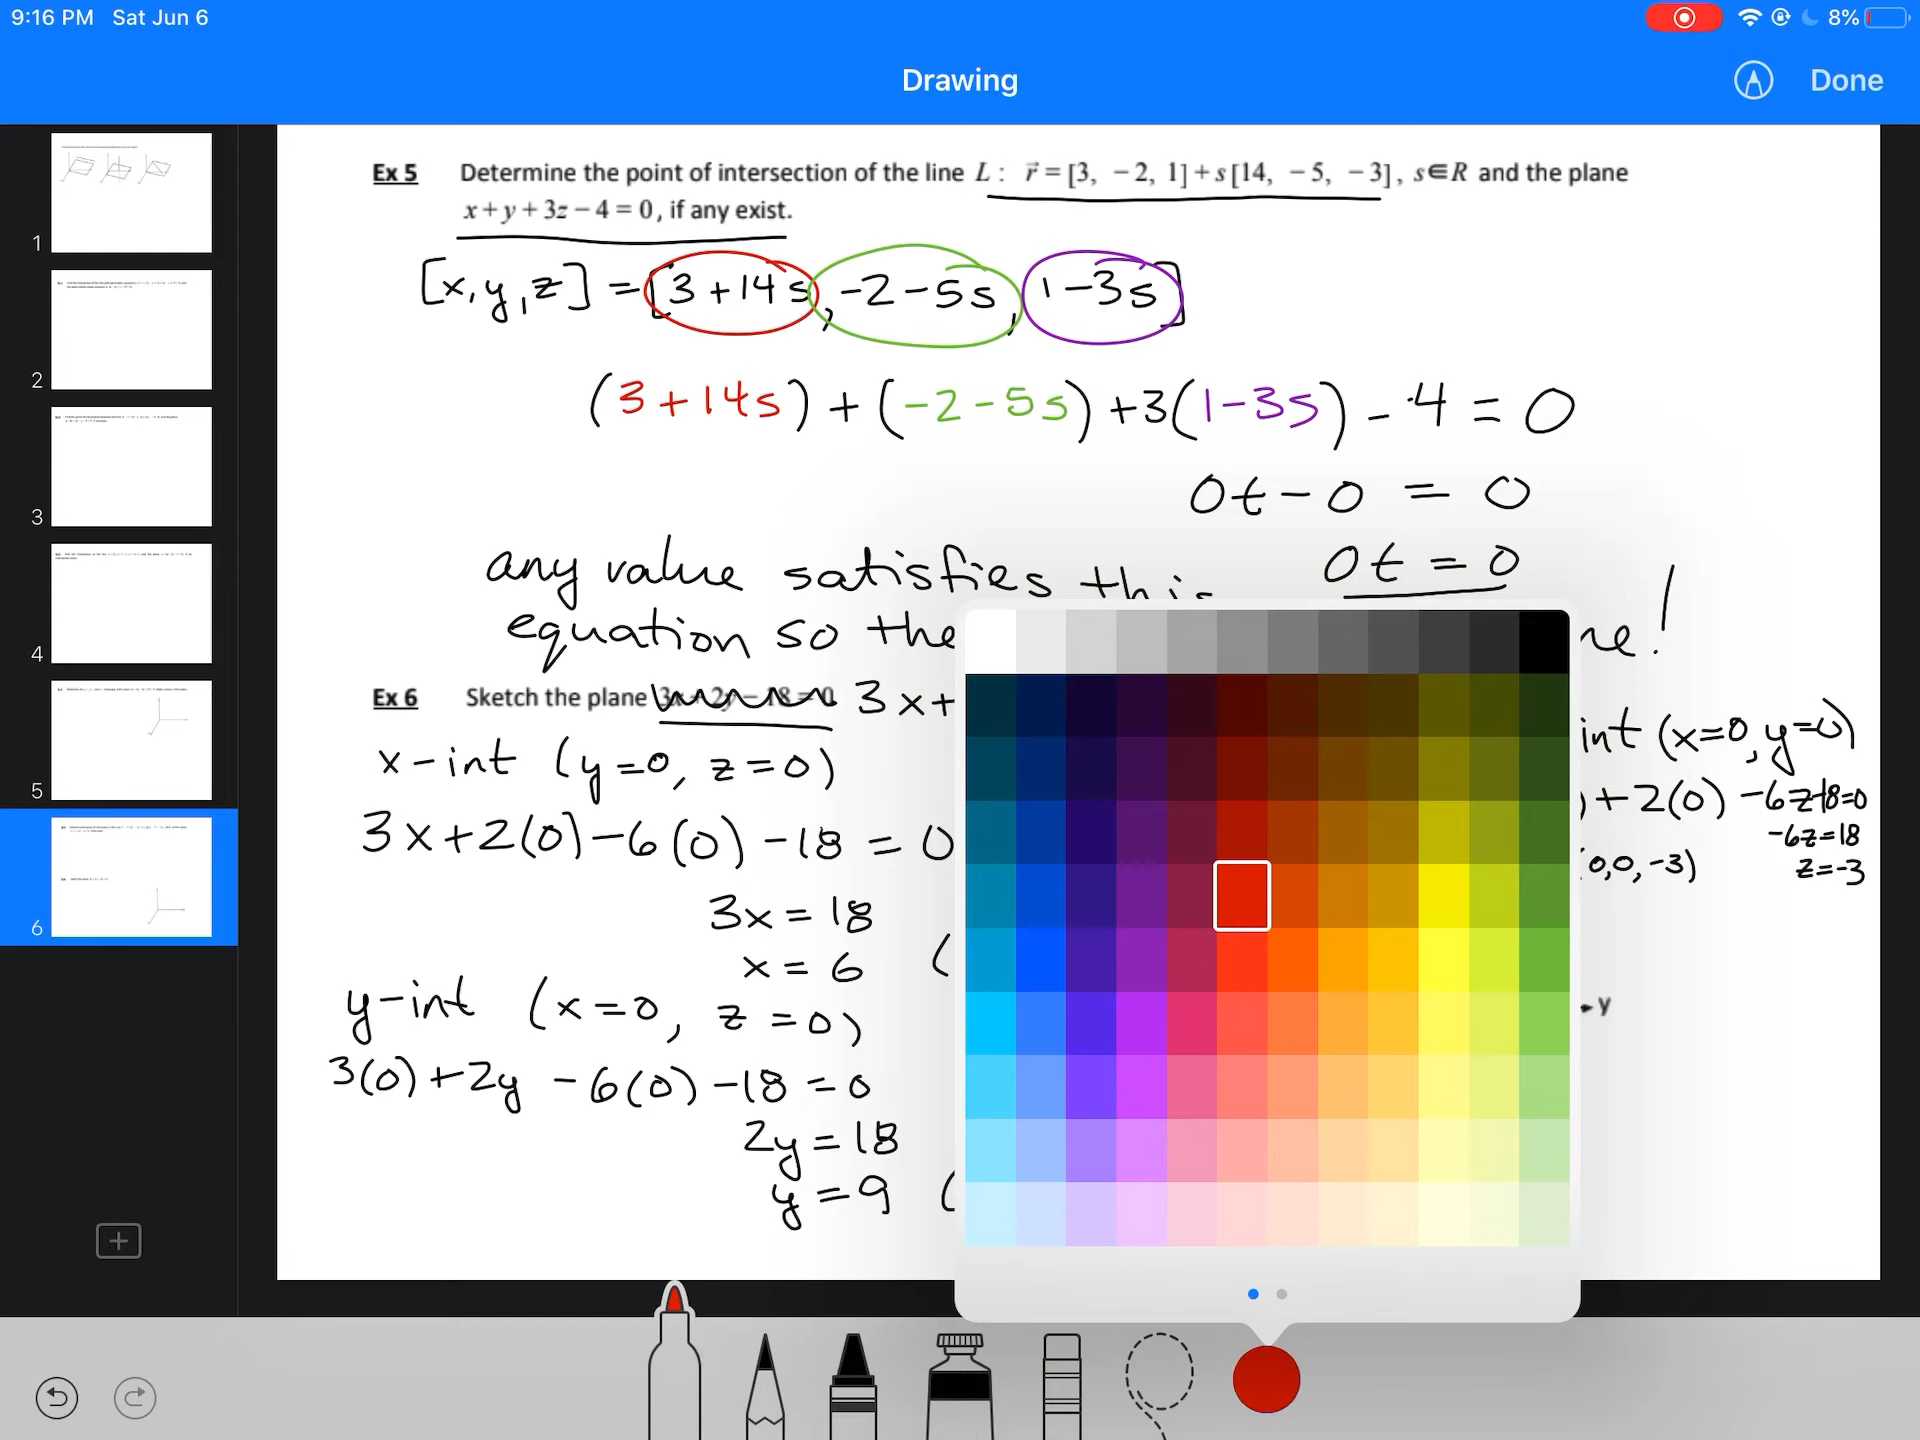 9:16 PM Sat Jun 6
8%
Drawing
Done
Ex 5 Determine the point of intersection of the line L : r⃗ = [3, −2, 1] + s[14, −5, −3], s∈R and the plane
x + y + 3z − 4 = 0, if any exist.
[x, y, z] = [3 + 14s, −2 − 5s, 1 − 3s]
(3 + 14s) + (−2 − 5s) + 3(1 − 3s) − 4 = 0
0t − 0 = 0
0t = 0
any value satisfies this
equation so the
!
Ex 6 Sketch the plane 3x + 2y − 18 = 0. 3x+
x-int (y=0, z=0)
3x + 2(0) − 6(0) − 18 = 0
3x = 18
x = 6 (
y-int (x=0, z=0)
3(0) + 2y − 6(0) − 18 = 0
2y = 18
y = 9 (
int (x=0, y=0)
) + 2(0) − 6z − 18 = 0
−6z = 18
0, 0, −3) z = −3
y
1
2
3
4
5
6